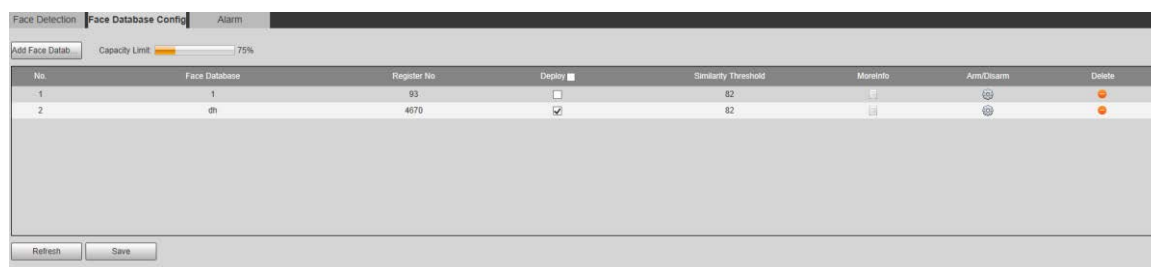 Face Detection Face Database Config Alarm
Add Face Datab Capacity Limit 75%
No. Face Database Register No Deploy Similarity Threshold MoreInfo Arm/Disarm Delete
1 1 93 82
2 dh 4670 82
Refresh Save